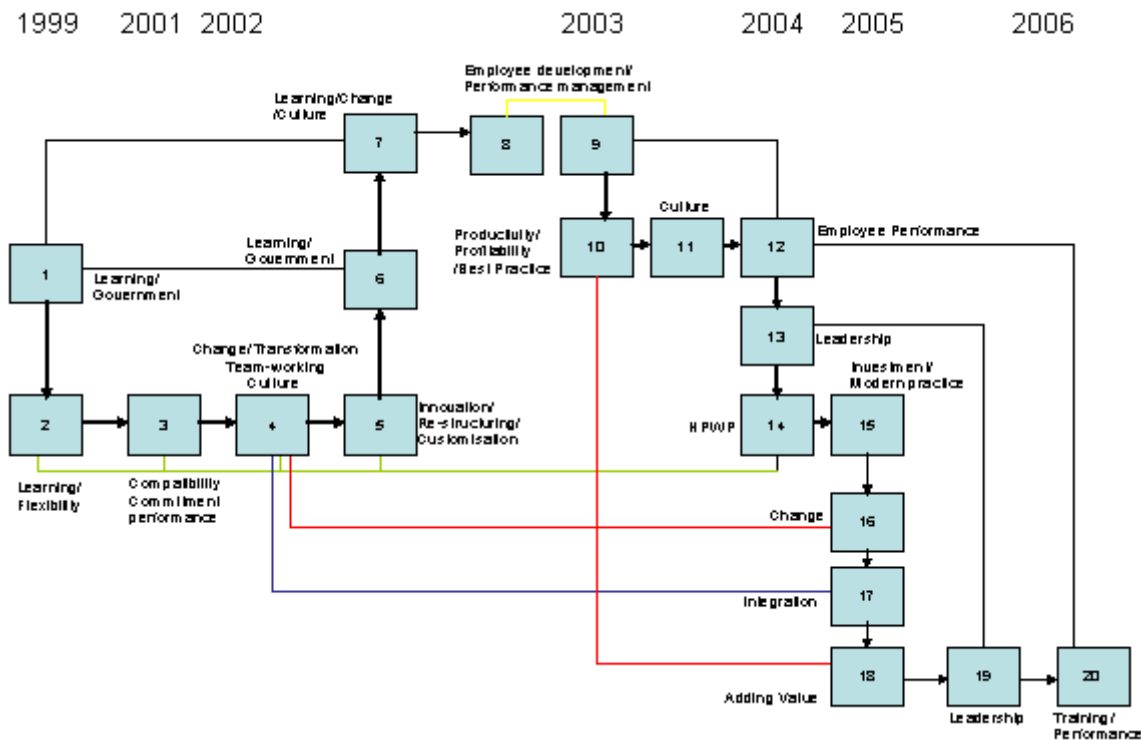 1999 2001 2002 2003 2004 2005 2006
Employee development/
Performance management
Learning/Change
/Culture
7
8
9
Culture
Productivity/
Profitability
/Best Practice
10
11
12
Employee Performance
1
Learning/
Government
Learning/
Government
6
13
Leadership
Change/Transformation
Team-working
Culture
Investment/
Modern practice
2
3
4
5
Innovation/
Re-structuring/
Customisation
HPWP
14
15
Learning/
Flexibility
Compatibility
Commitment
performance
Change
16
Integration
17
Adding Value
18
19
20
Leadership
Training/
Performance